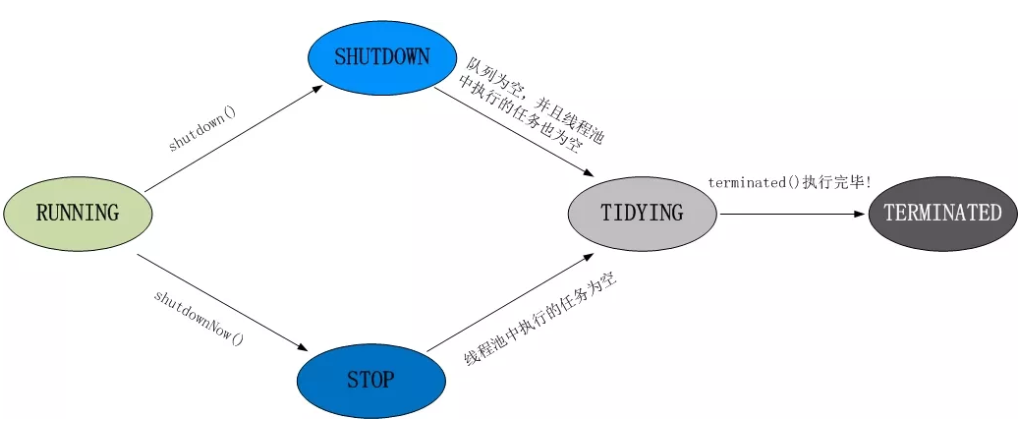 SHUTDOWN
队列为空，并且线程池
中执行的任务也为空
shutdown()
RUNNING
TIDYING
terminated()执行完毕!
TERMINATED
shutdownNow()
线程池中执行的任务为空
STOP